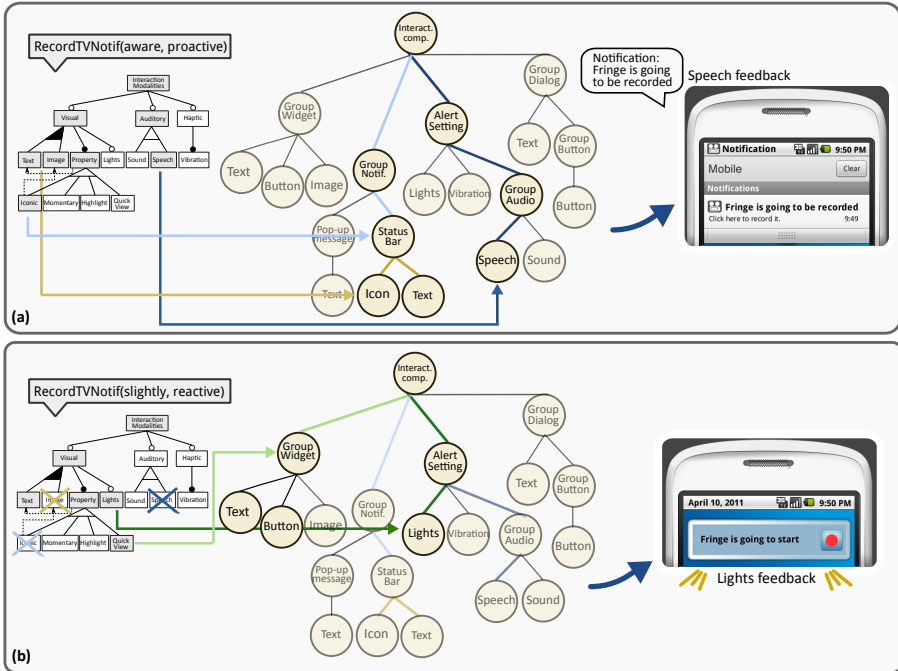 RecordTVNotif(aware, proactive)
Interaction
Modalities
Visual
Auditory
Haptic
Text
Image
Property
Lights
Sound
Speech
Vibration
Iconic
Momentary
Highlight
Quick
View
Interact.
comp.
Group
Widget
Text
Button
Image
Group
Notif.
Pop-up
message
Text
Status
Bar
Icon
Text
Alert
Setting
Lights
Vibration
Group
Audio
Speech
Sound
Group
Dialog
Text
Group
Button
Button
Notification:
Fringe is going
to be recorded
Speech feedback
Notification
9:50 PM
Mobile
Clear
Notifications
Fringe is going to be recorded
Click here to record it.
9:49
(a)
RecordTVNotif(slightly, reactive)
Interaction
Modalities
Visual
Auditory
Haptic
Text
Image
Property
Lights
Sound
Speech
Vibration
Iconic
Momentary
Highlight
Quick
View
Interact.
comp.
Group
Widget
Text
Button
Image
Group
Notif.
Pop-up
message
Text
Status
Bar
Icon
Text
Alert
Setting
Lights
Vibration
Group
Audio
Speech
Sound
Group
Dialog
Text
Group
Button
Button
April 10, 2011
9:50 PM
Fringe is going to start
Lights feedback
(b)